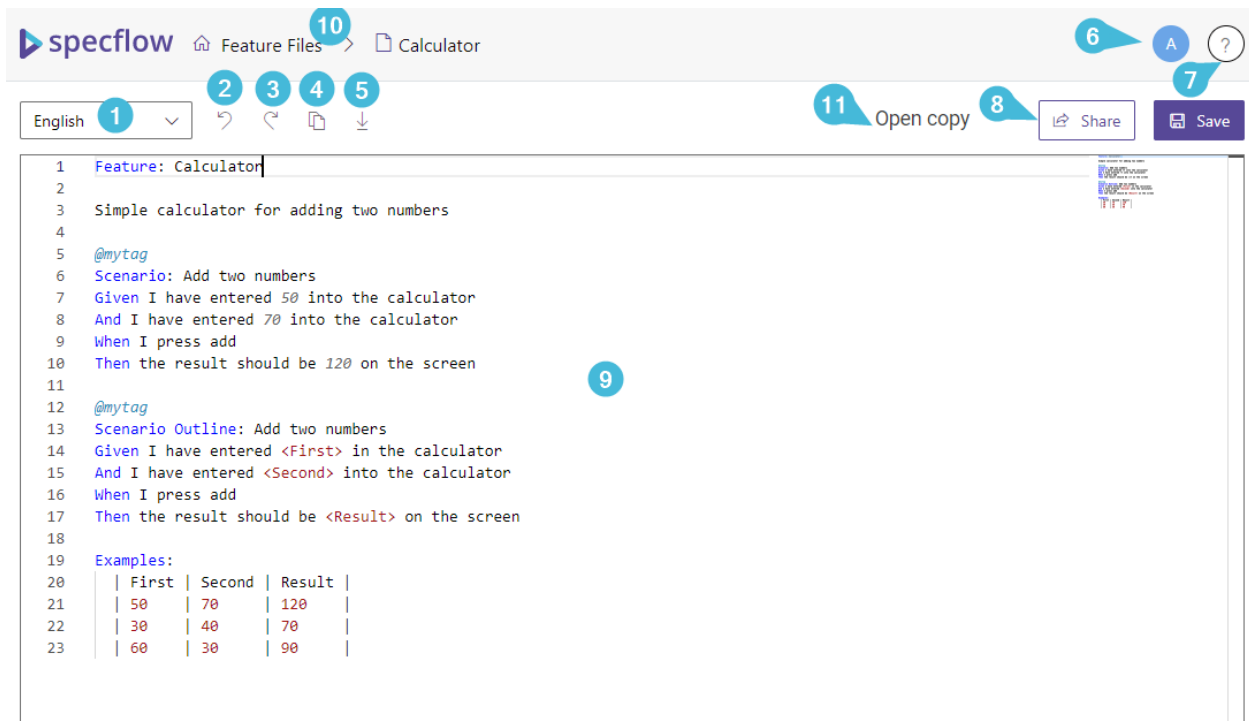 specflow Feature Files > Calculator
10
6
A
?
7
English
1
2
3
4
5
11
Open copy
8
Share
Save
1 Feature: Calculator
2
3 Simple calculator for adding two numbers
4
5 @mytag
6 Scenario: Add two numbers
7 Given I have entered 50 into the calculator
8 And I have entered 70 into the calculator
9 When I press add
10 Then the result should be 120 on the screen
11
9
12 @mytag
13 Scenario Outline: Add two numbers
14 Given I have entered <First> in the calculator
15 And I have entered <Second> into the calculator
16 When I press add
17 Then the result should be <Result> on the screen
18
19 Examples:
20 | First | Second | Result |
21 | 50 | 70 | 120 |
22 | 30 | 40 | 70 |
23 | 60 | 30 | 90 |